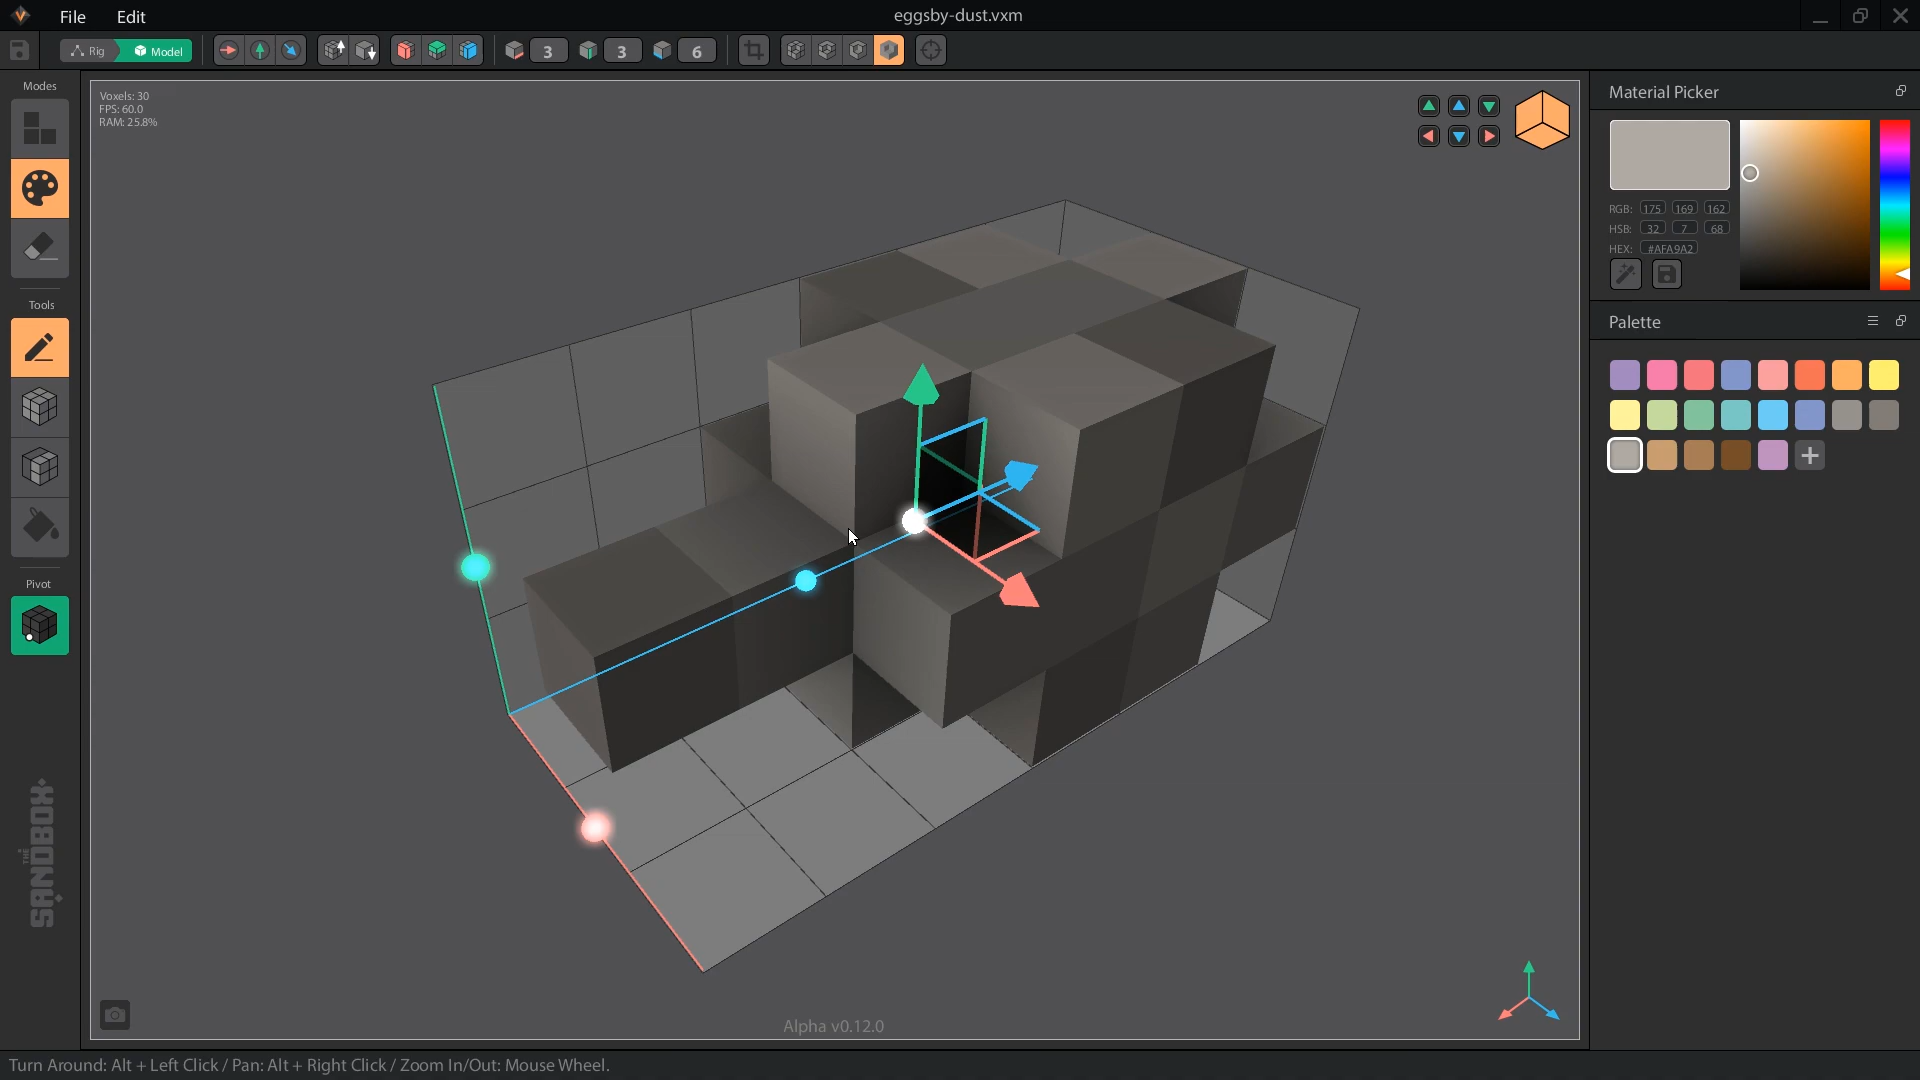 File Edit
eggsby-dust.vxm
Rig Model 3 3 6
Modes
Tools
Pivot
THE SANDBOX
Voxels: 30
FPS: 60.0
RAM: 25.8%
Alpha v0.12.0
Material Picker
RGB: 175 169 162
HSB: 32 7 68
HEX: #AFA9A2
Palette
Turn Around: Alt + Left Click / Pan: Alt + Right Click / Zoom In/Out: Mouse Wheel.